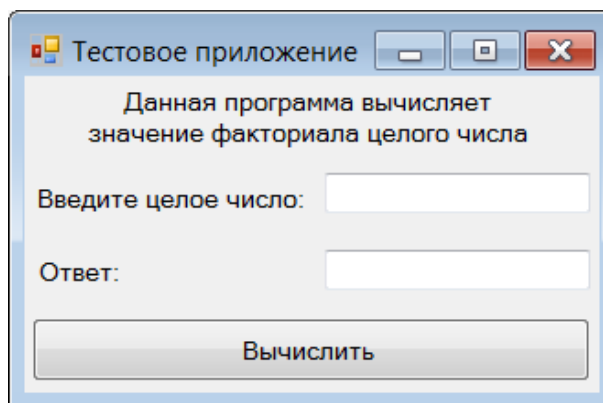 Тестовое приложение
Данная программа вычисляет
значение факториала целого числа
Введите целое число:
Ответ:
Вычислить